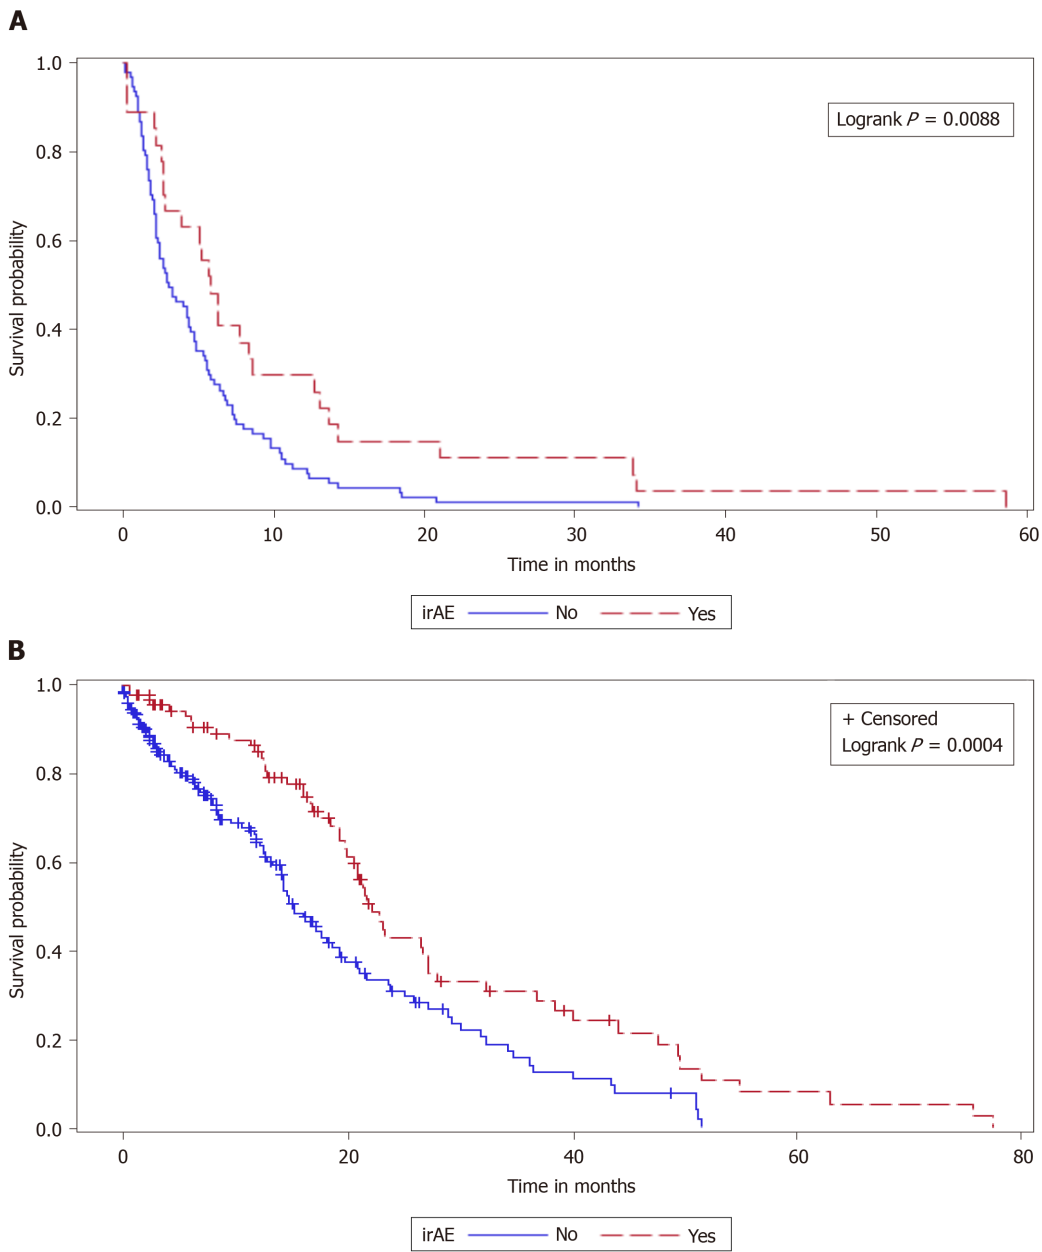 A
Logrank P = 0.0088
Survival probability
1.0
0.8
0.6
0.4
0.2
0.0
0 10 20 30 40 50 60
Time in months
irAE No Yes
B
+ Censored
Logrank P = 0.0004
Survival probability
1.0
0.8
0.6
0.4
0.2
0.0
0 20 40 60 80
Time in months
irAE No Yes